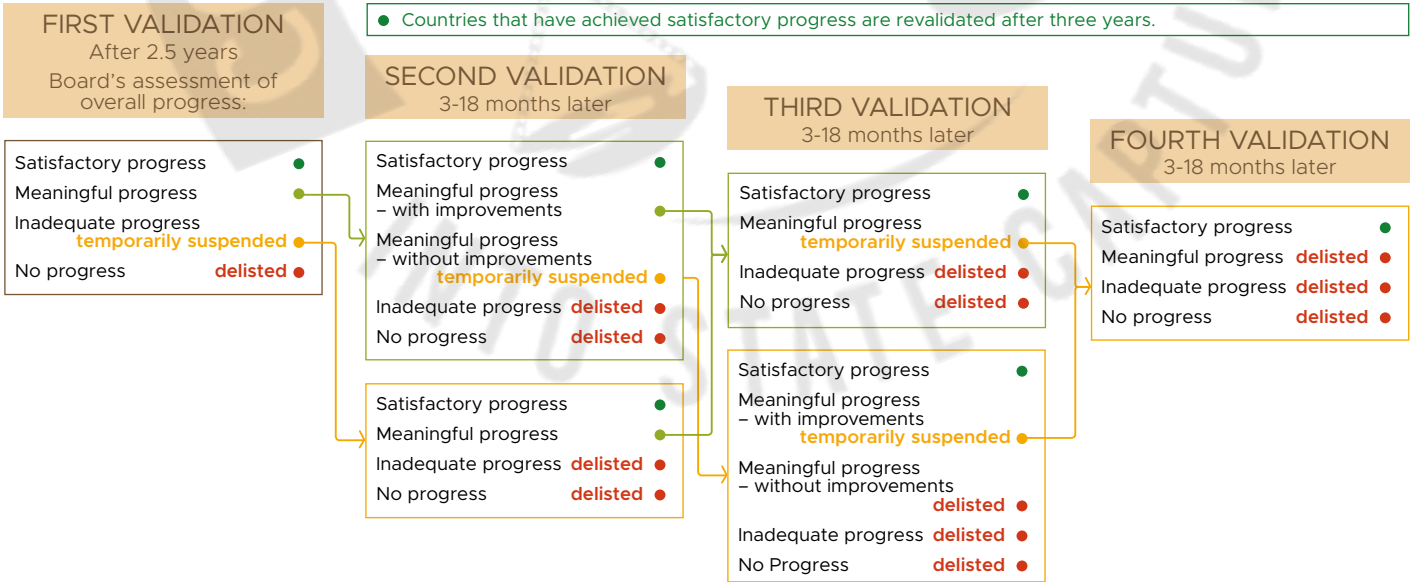 FIRST VALIDATION
After 2.5 years
Board's assessment of
overall progress:
Satisfactory progress
Meaningful progress
Inadequate progress
temporarily suspended
No progress delisted
Countries that have achieved satisfactory progress are revalidated after three years.
SECOND VALIDATION
3-18 months later
Satisfactory progress
Meaningful progress
– with improvements
Meaningful progress
– without improvements
temporarily suspended
Inadequate progress delisted
No progress delisted
Satisfactory progress
Meaningful progress
Inadequate progress delisted
No progress delisted
THIRD VALIDATION
3-18 months later
Satisfactory progress
Meaningful progress
temporarily suspended
Inadequate progress delisted
No progress delisted
Satisfactory progress
Meaningful progress
– with improvements
temporarily suspended
Meaningful progress
– without improvements
delisted
Inadequate progress delisted
No Progress delisted
FOURTH VALIDATION
3-18 months later
Satisfactory progress
Meaningful progress delisted
Inadequate progress delisted
No progress delisted
INTO STATE CAPTU